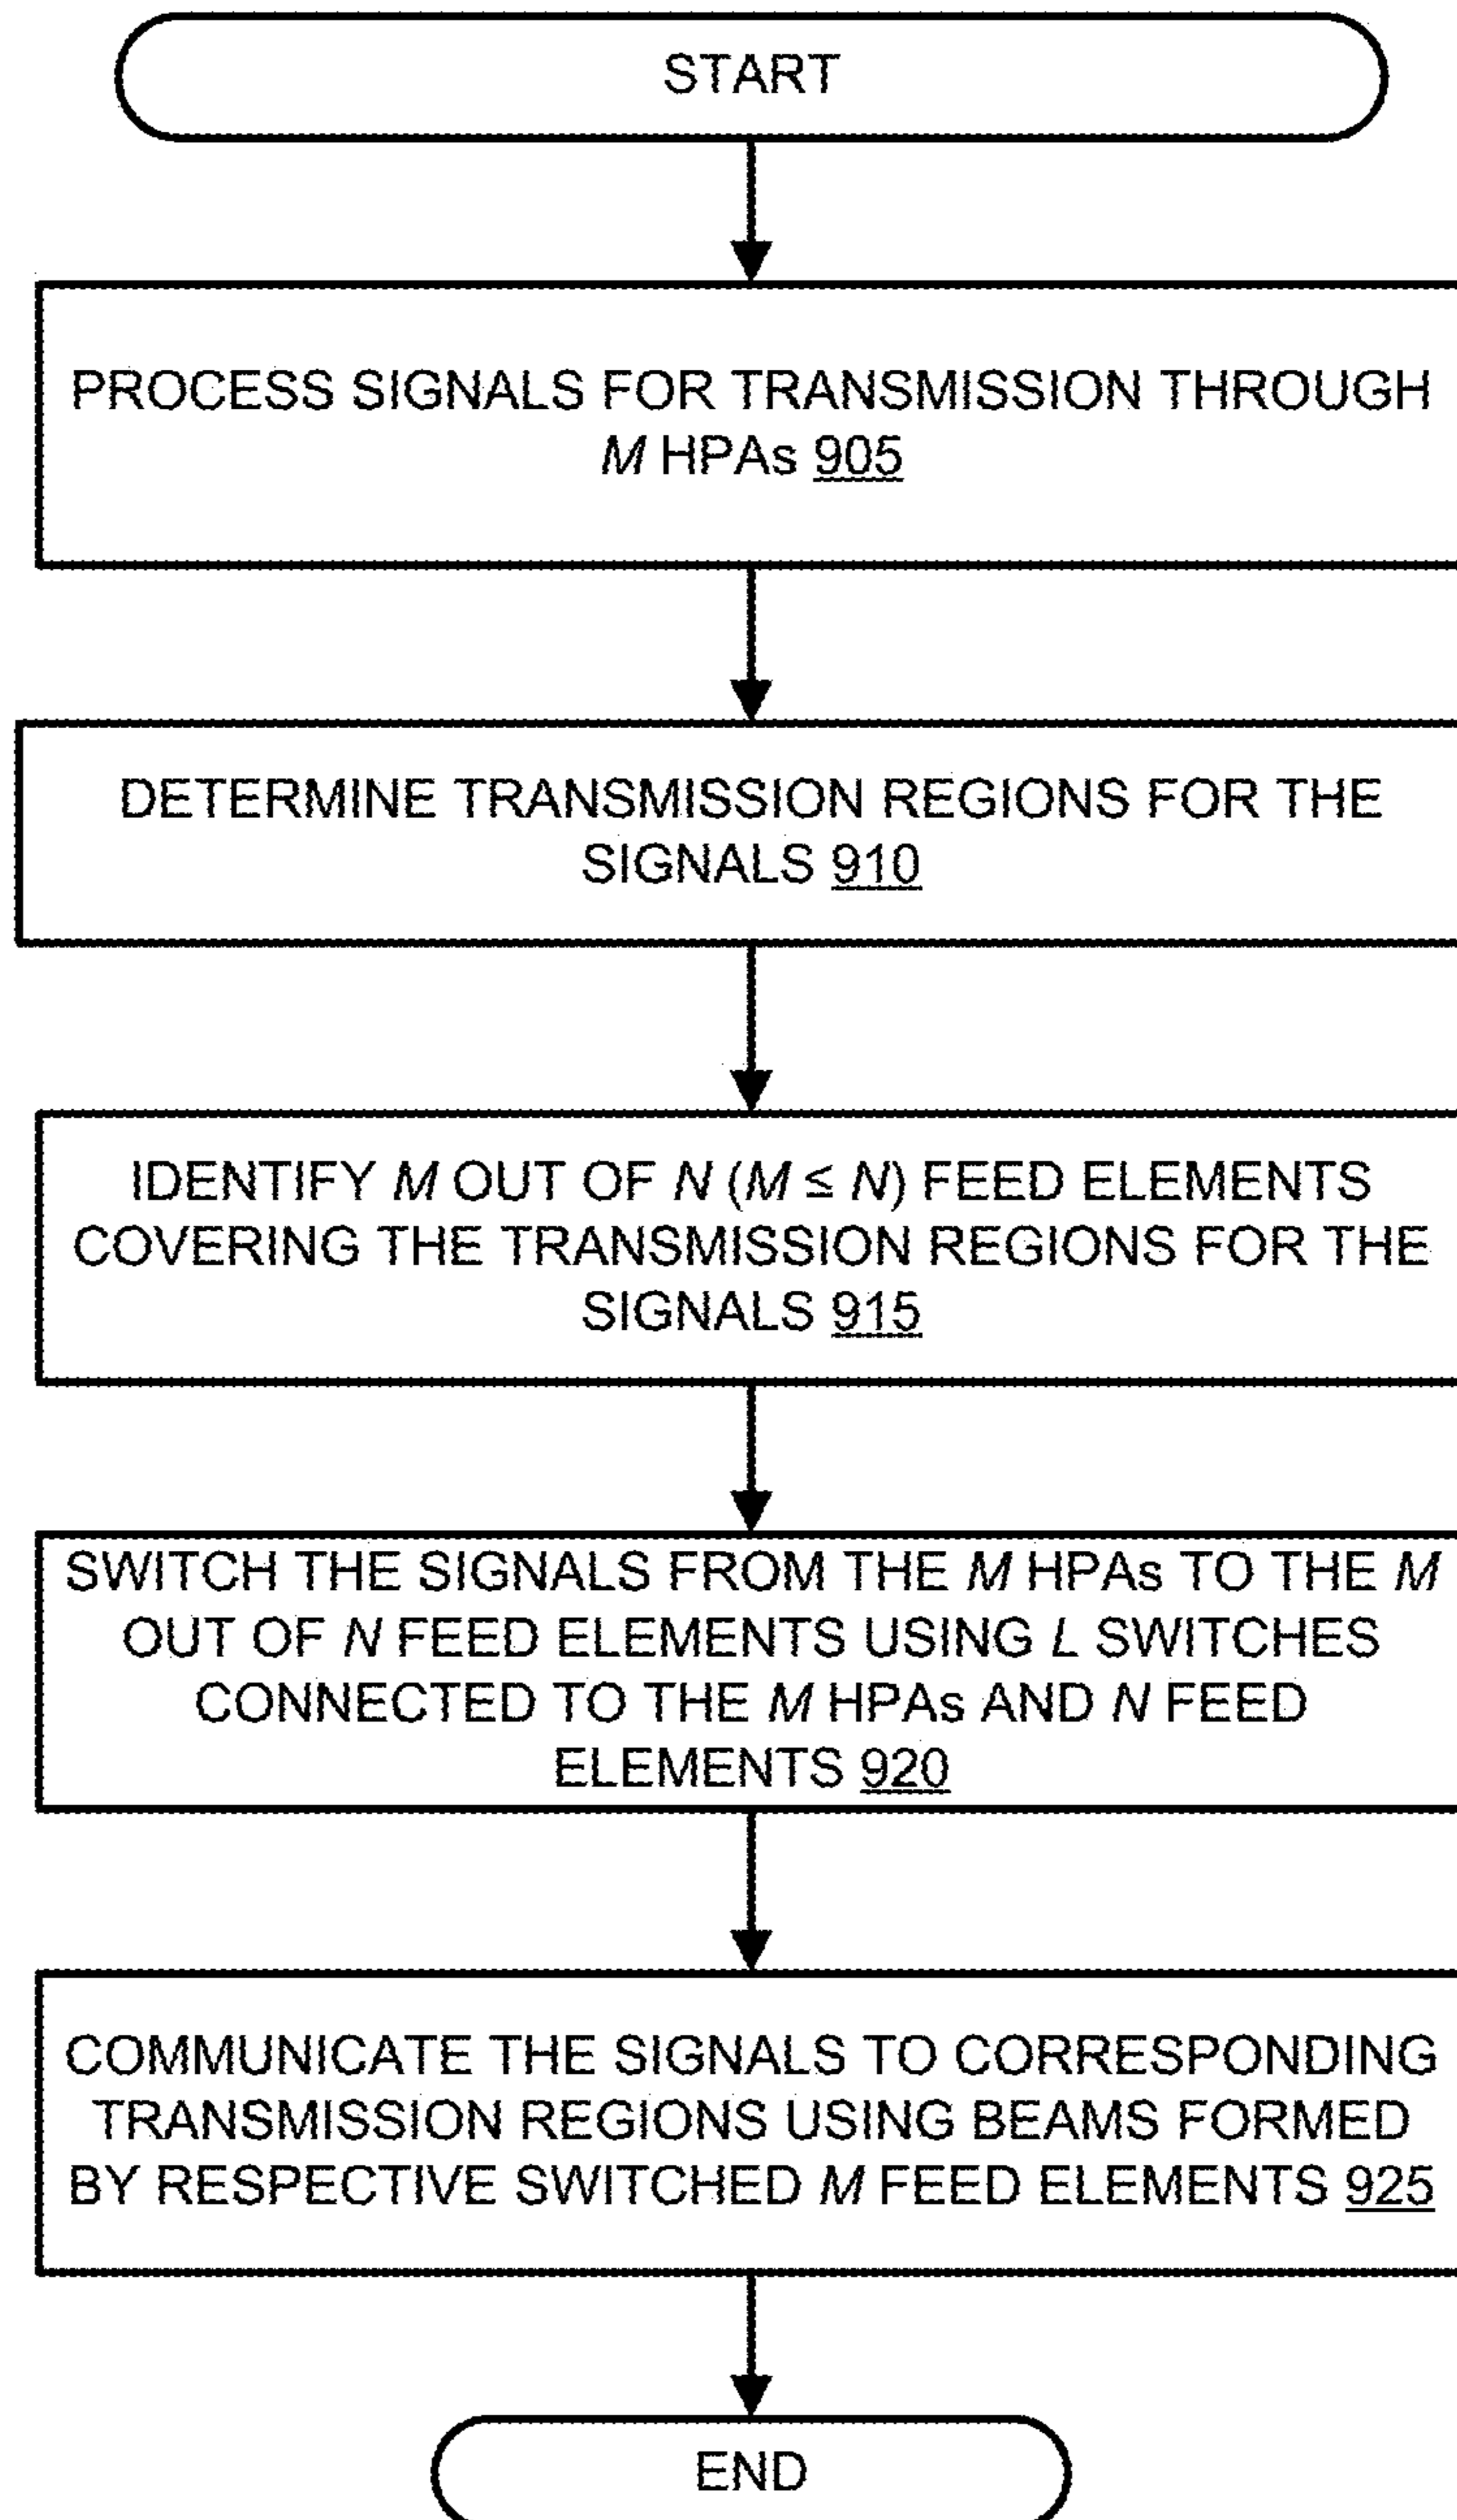 START
PROCESS SIGNALS FOR TRANSMISSION THROUGH
M HPAs 905
DETERMINE TRANSMISSION REGIONS FOR THE
SIGNALS 910
IDENTIFY M OUT OF N (M ≤ N) FEED ELEMENTS
COVERING THE TRANSMISSION REGIONS FOR THE
SIGNALS 915
SWITCH THE SIGNALS FROM THE M HPAs TO THE M
OUT OF N FEED ELEMENTS USING L SWITCHES
CONNECTED TO THE M HPAs AND N FEED
ELEMENTS 920
COMMUNICATE THE SIGNALS TO CORRESPONDING
TRANSMISSION REGIONS USING BEAMS FORMED
BY RESPECTIVE SWITCHED M FEED ELEMENTS 925
END